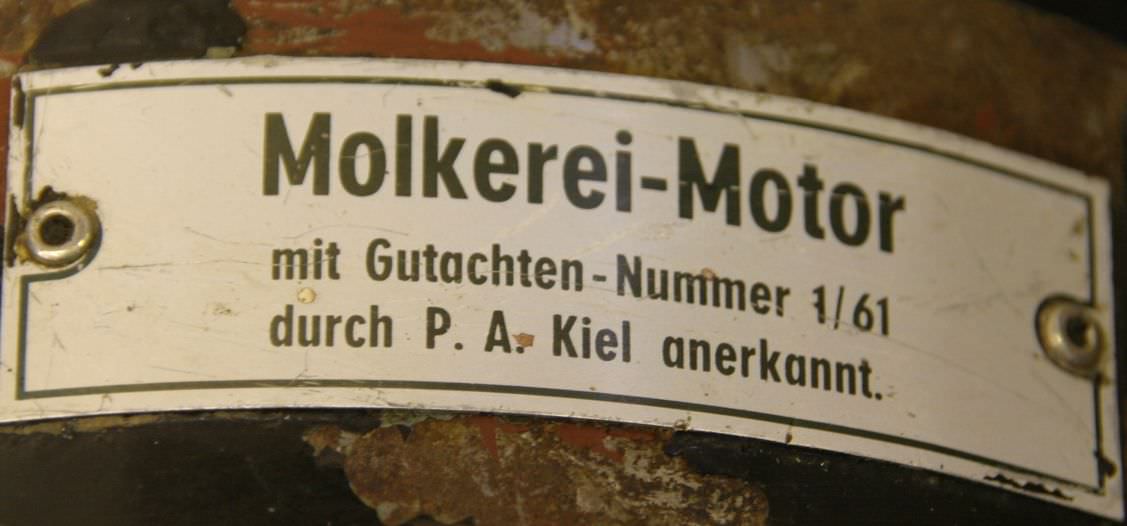 Molkerei-Motor
mit Gutachten-Nummer 1/61
durch P. A. Kiel anerkannt.